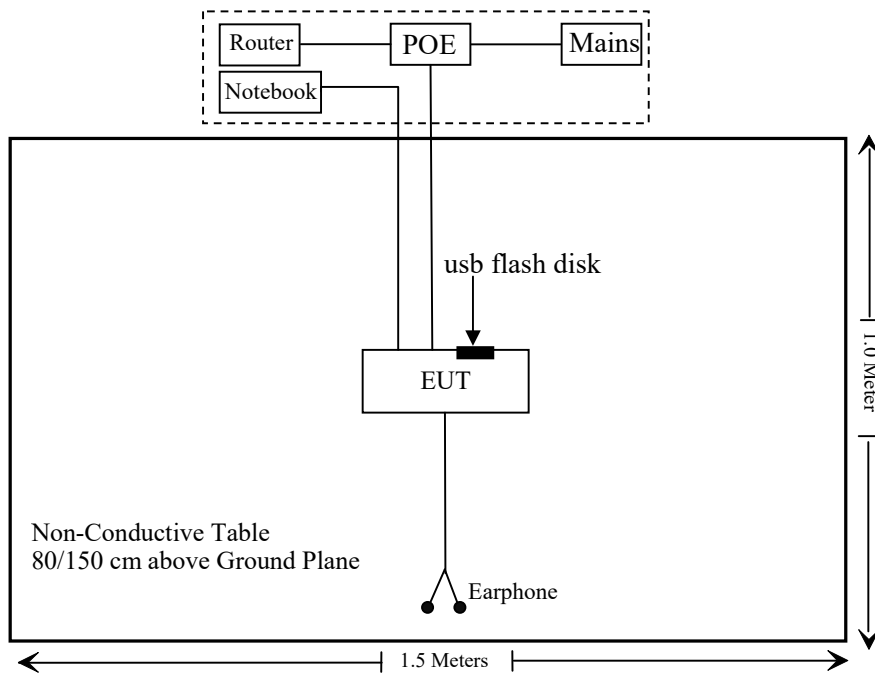 Router
POE
Mains
Notebook
usb flash disk
EUT
1.0 Meter
Non-Conductive Table
80/150 cm above Ground Plane
Earphone
1.5 Meters